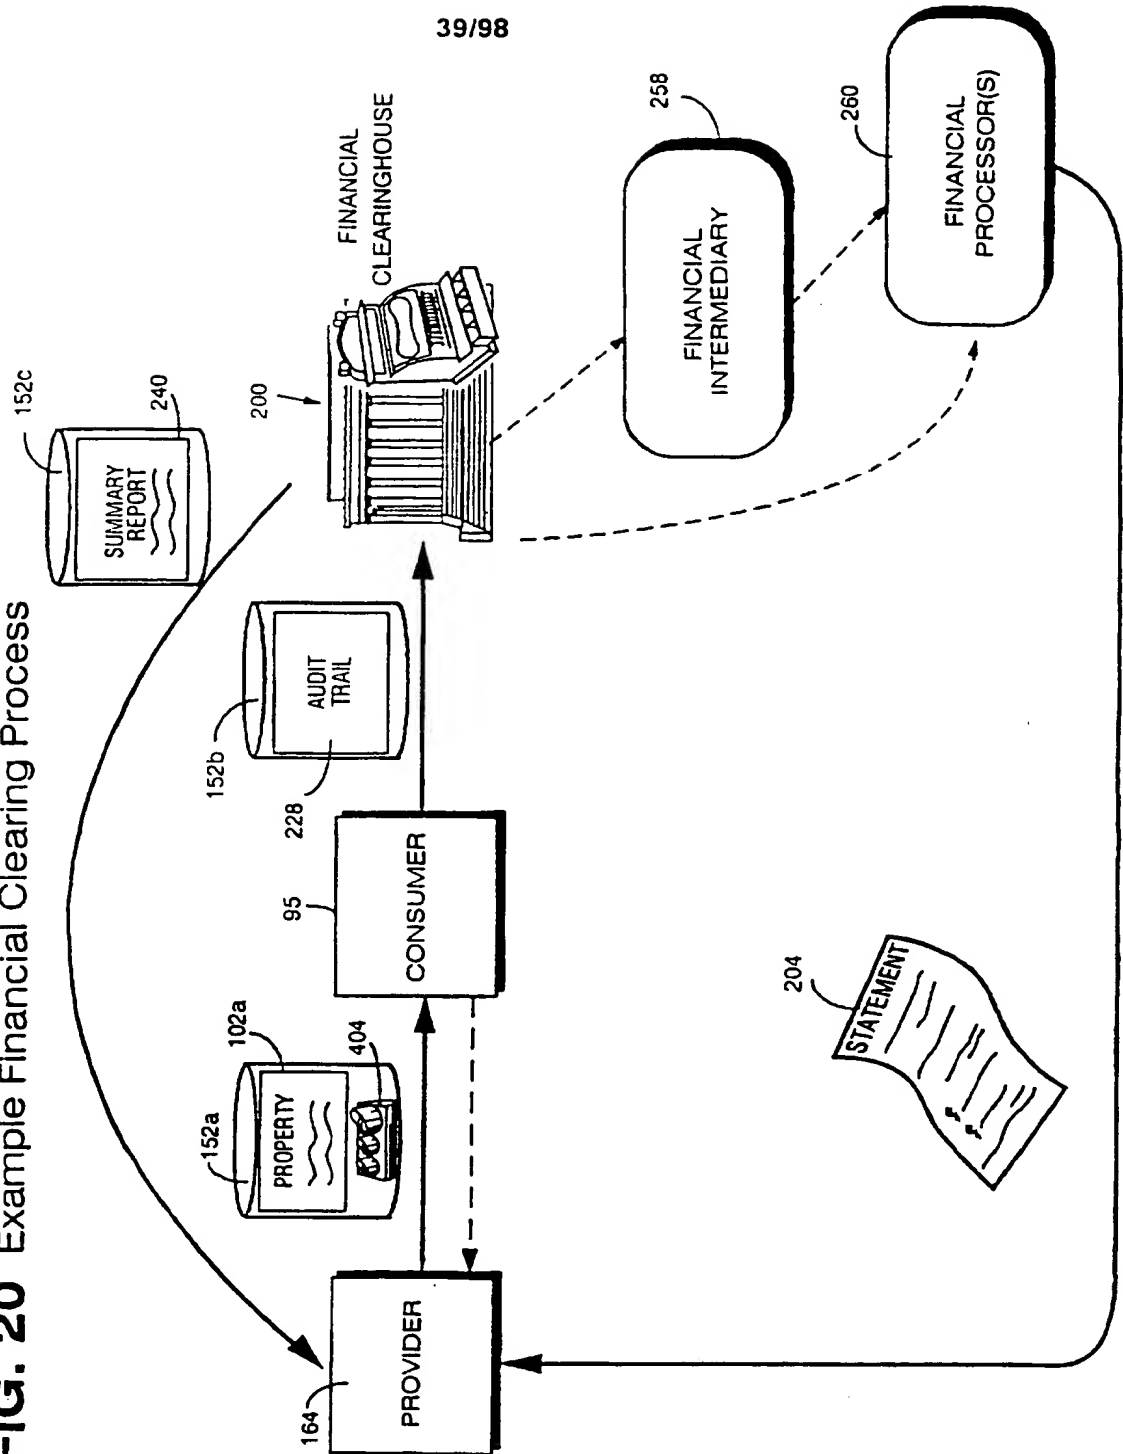 39/98
FIG. 20 Example Financial Clearing Process
152c
SUMMARY
REPORT
240
200
FINANCIAL
CLEARINGHOUSE
258
FINANCIAL
INTERMEDIARY
260
FINANCIAL
PROCESSOR(S)
152b
AUDIT
TRAIL
228
95
CONSUMER
152a
102a
PROPERTY
404
164
PROVIDER
204
STATEMENT